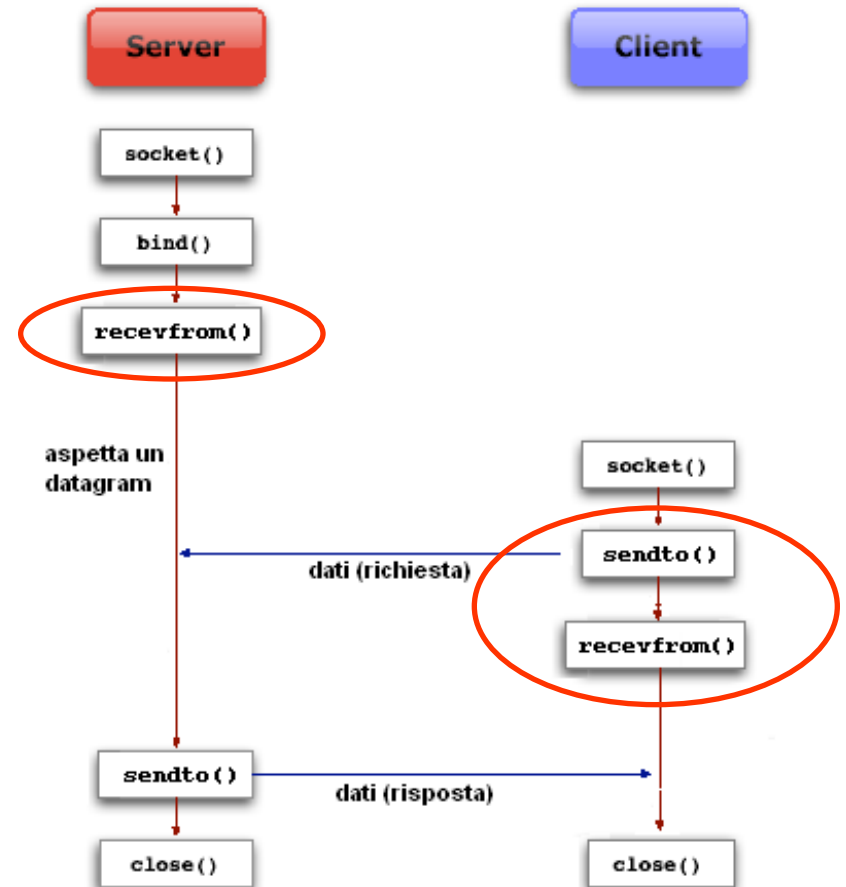 Server
Client
socket()
bind()
recevfrom()
aspetta un
datagram
socket()
sendto()
dati (richiesta)
recevfrom()
sendto()
dati (risposta)
close()
close()